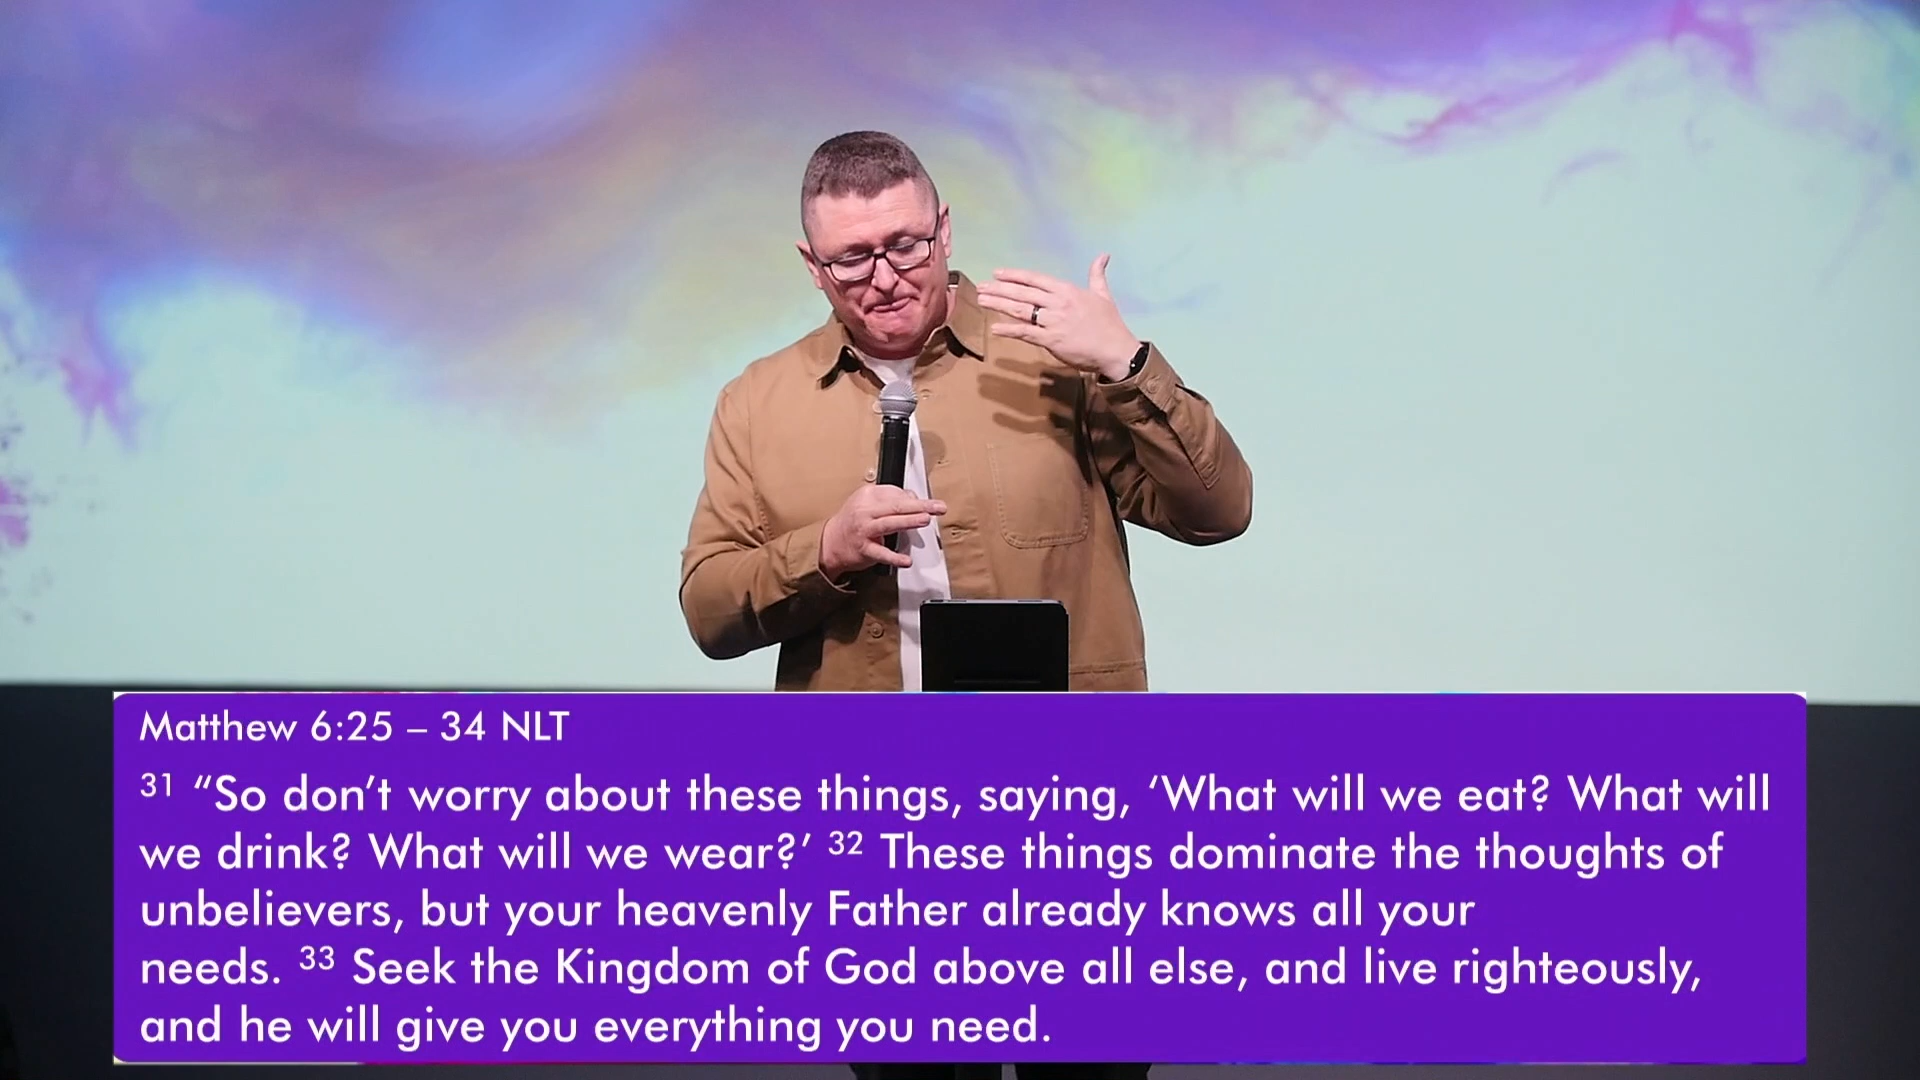 Matthew 6:25 – 34 NLT
³¹ “So don’t worry about these things, saying, ‘What will we eat? What will
we drink? What will we wear?’ ³² These things dominate the thoughts of
unbelievers, but your heavenly Father already knows all your
needs. ³³ Seek the Kingdom of God above all else, and live righteously,
and he will give you everything you need.